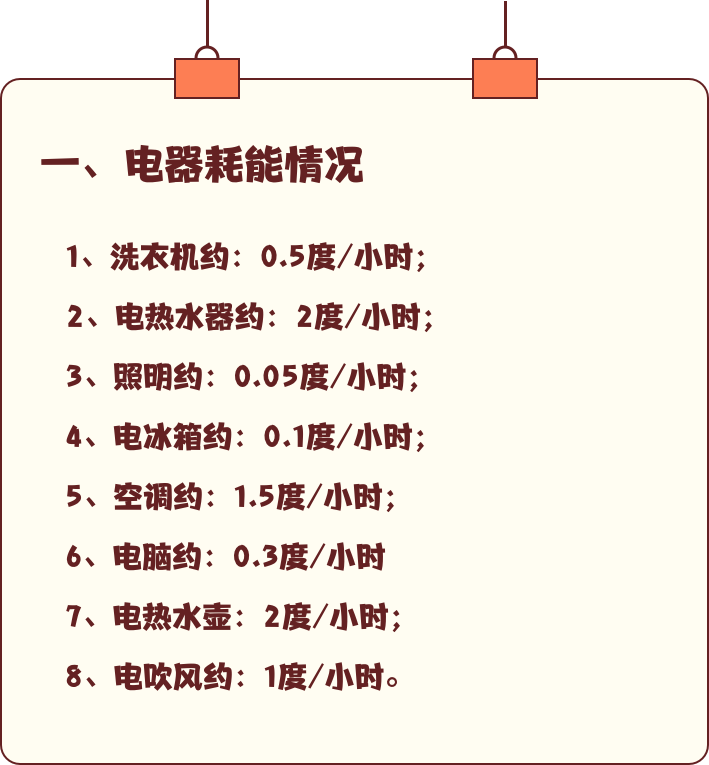 一、电器耗能情况
1、洗衣机约：0.5度/小时；
2、电热水器约：2度/小时；
3、照明约：0.05度/小时；
4、电冰箱约：0.1度/小时；
5、空调约：1.5度/小时；
6、电脑约：0.3度/小时
7、电热水壶：2度/小时；
8、电吹风约：1度/小时。